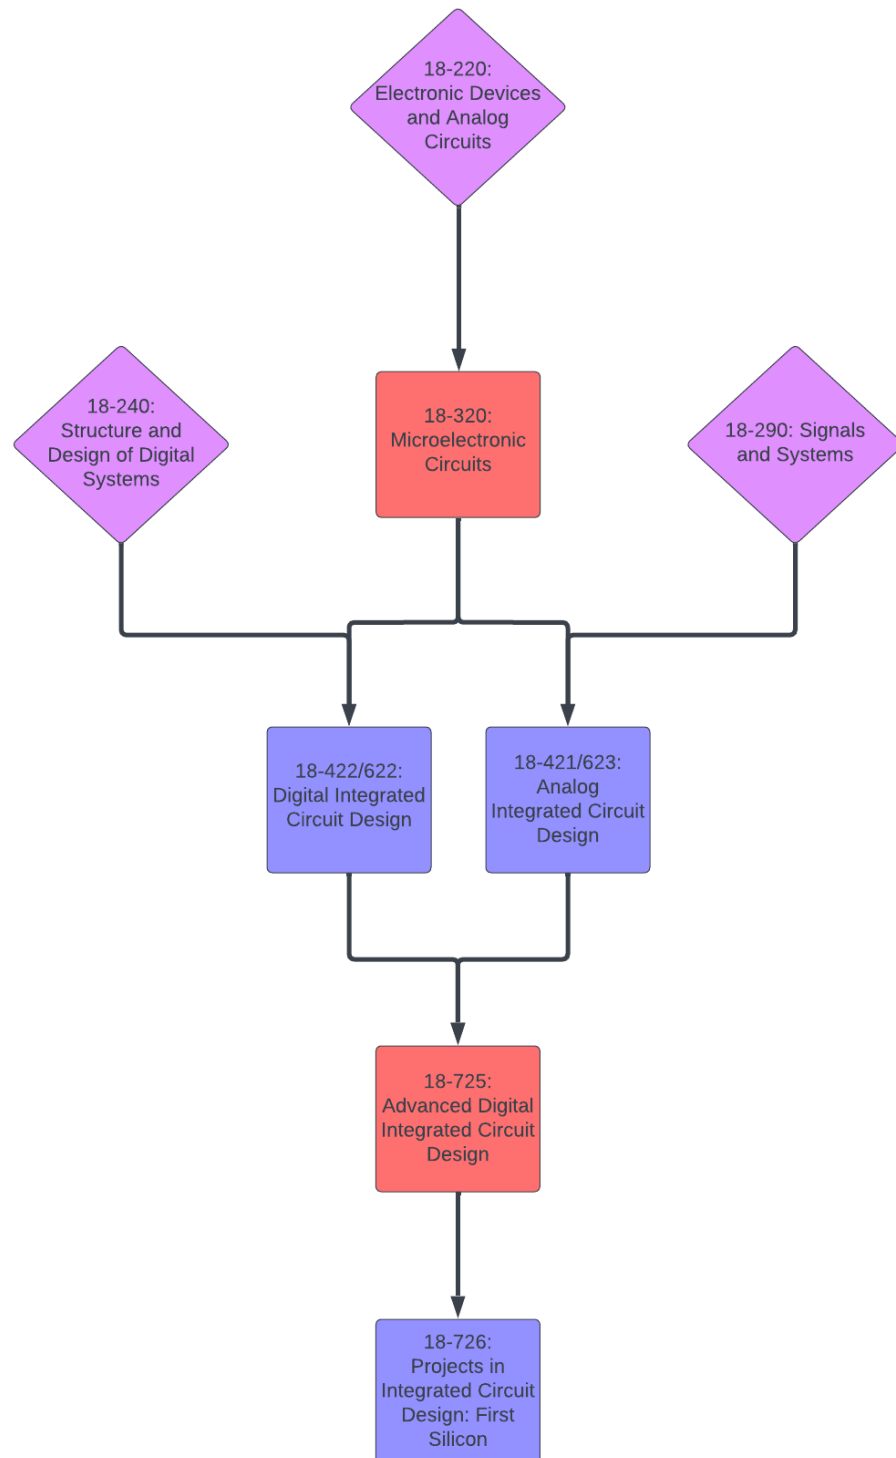 18-220:
Electronic Devices
and Analog
Circuits
18-240:
Structure and
Design of Digital
Systems
18-320:
Microelectronic
Circuits
18-290: Signals
and Systems
18-422/622:
Digital Integrated
Circuit Design
18-421/623:
Analog
Integrated Circuit
Design
18-725:
Advanced Digital
Integrated Circuit
Design
18-726:
Projects in
Integrated Circuit
Design: First
Silicon